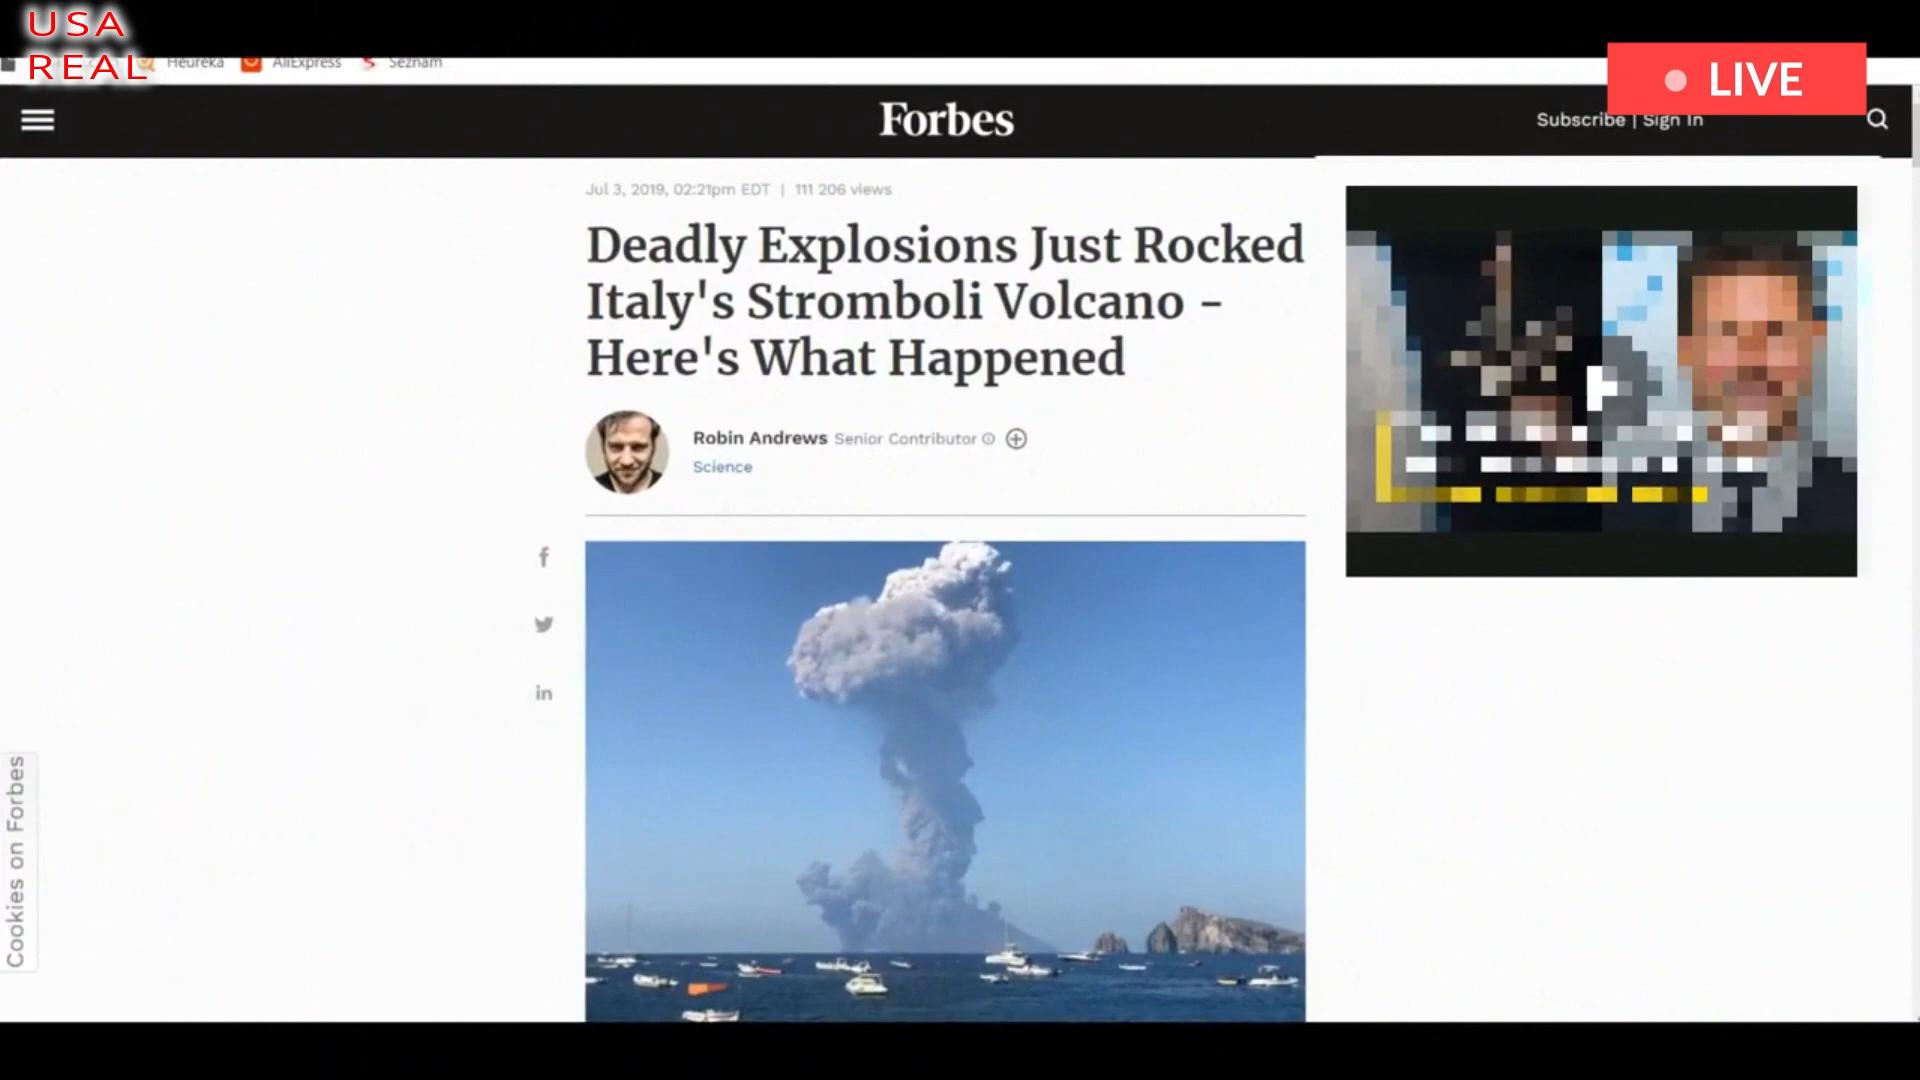 USA
REAL
Heureka
AliExpress
Seznam
LIVE
Forbes
Subscribe | Sign In
Jul 3, 2019, 02:21pm EDT | 111 206 views
Deadly Explosions Just Rocked
Italy's Stromboli Volcano -
Here's What Happened
Robin Andrews Senior Contributor
Science
f
in
Cookies on Forbes